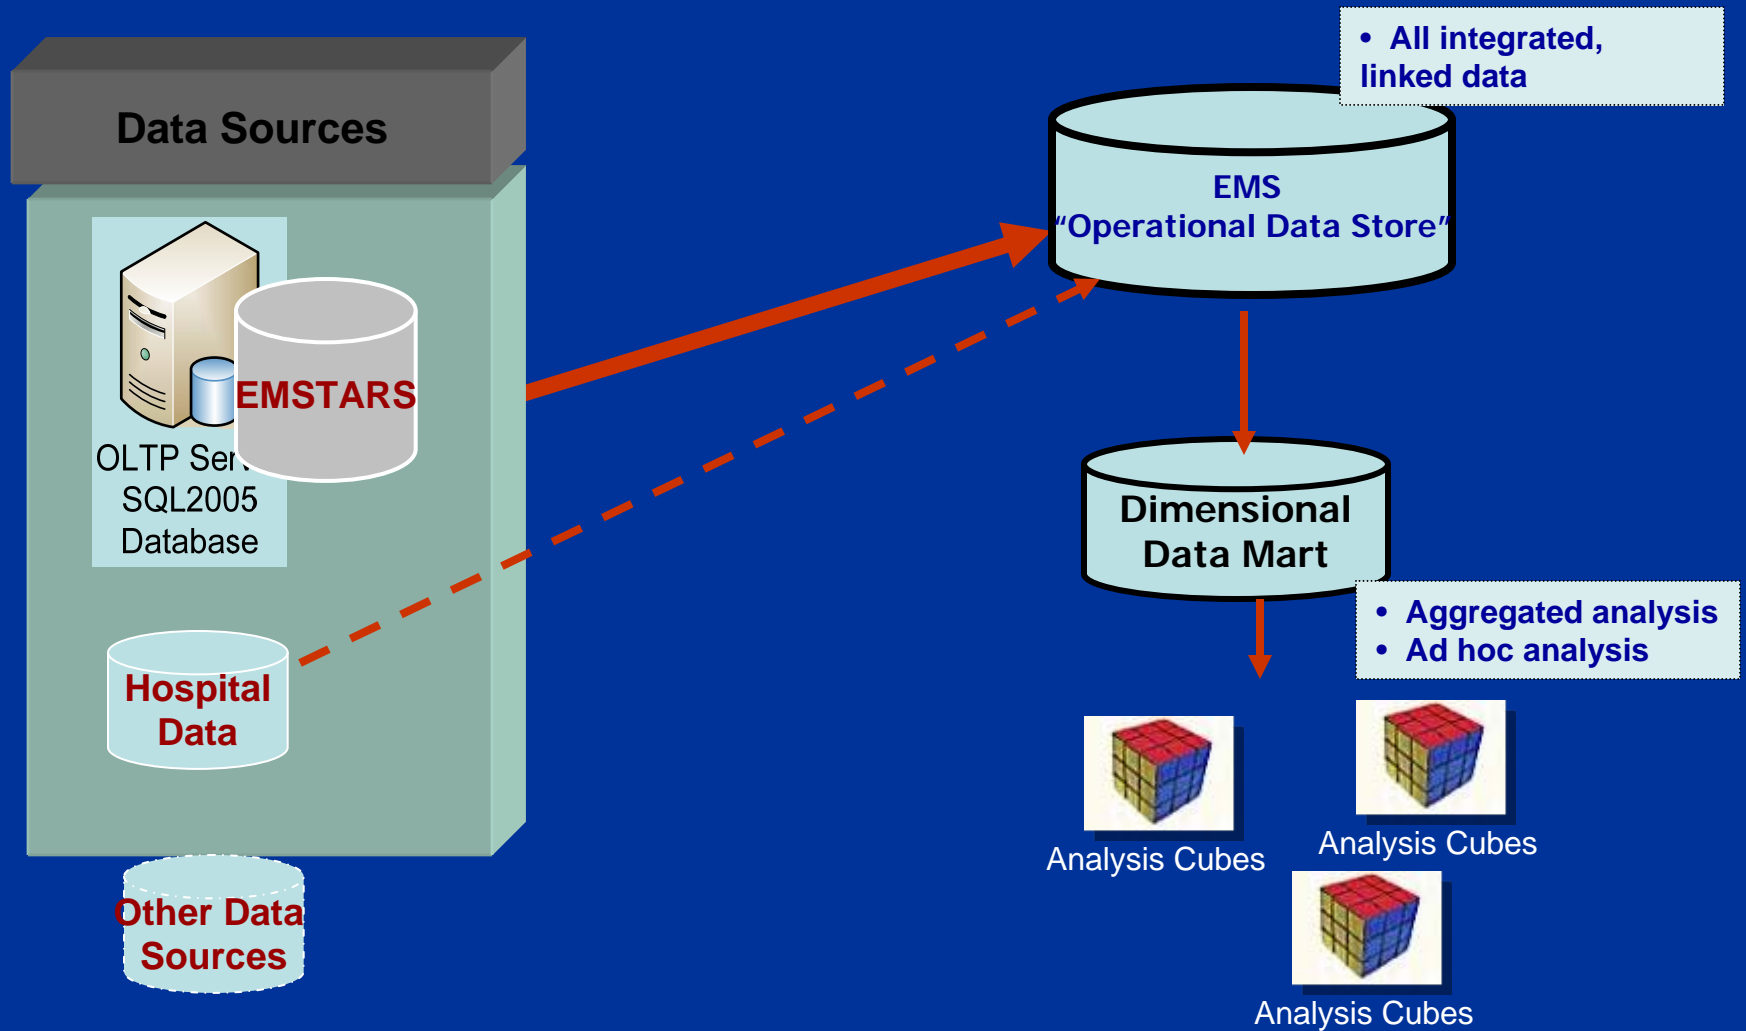 Data Sources
EMSTARS
OLTP Serv
SQL2005
Database
Hospital
Data
Other Data
Sources
• All integrated,
linked data
EMS
“Operational Data Store”
Dimensional
Data Mart
• Aggregated analysis
• Ad hoc analysis
Analysis Cubes
Analysis Cubes
Analysis Cubes